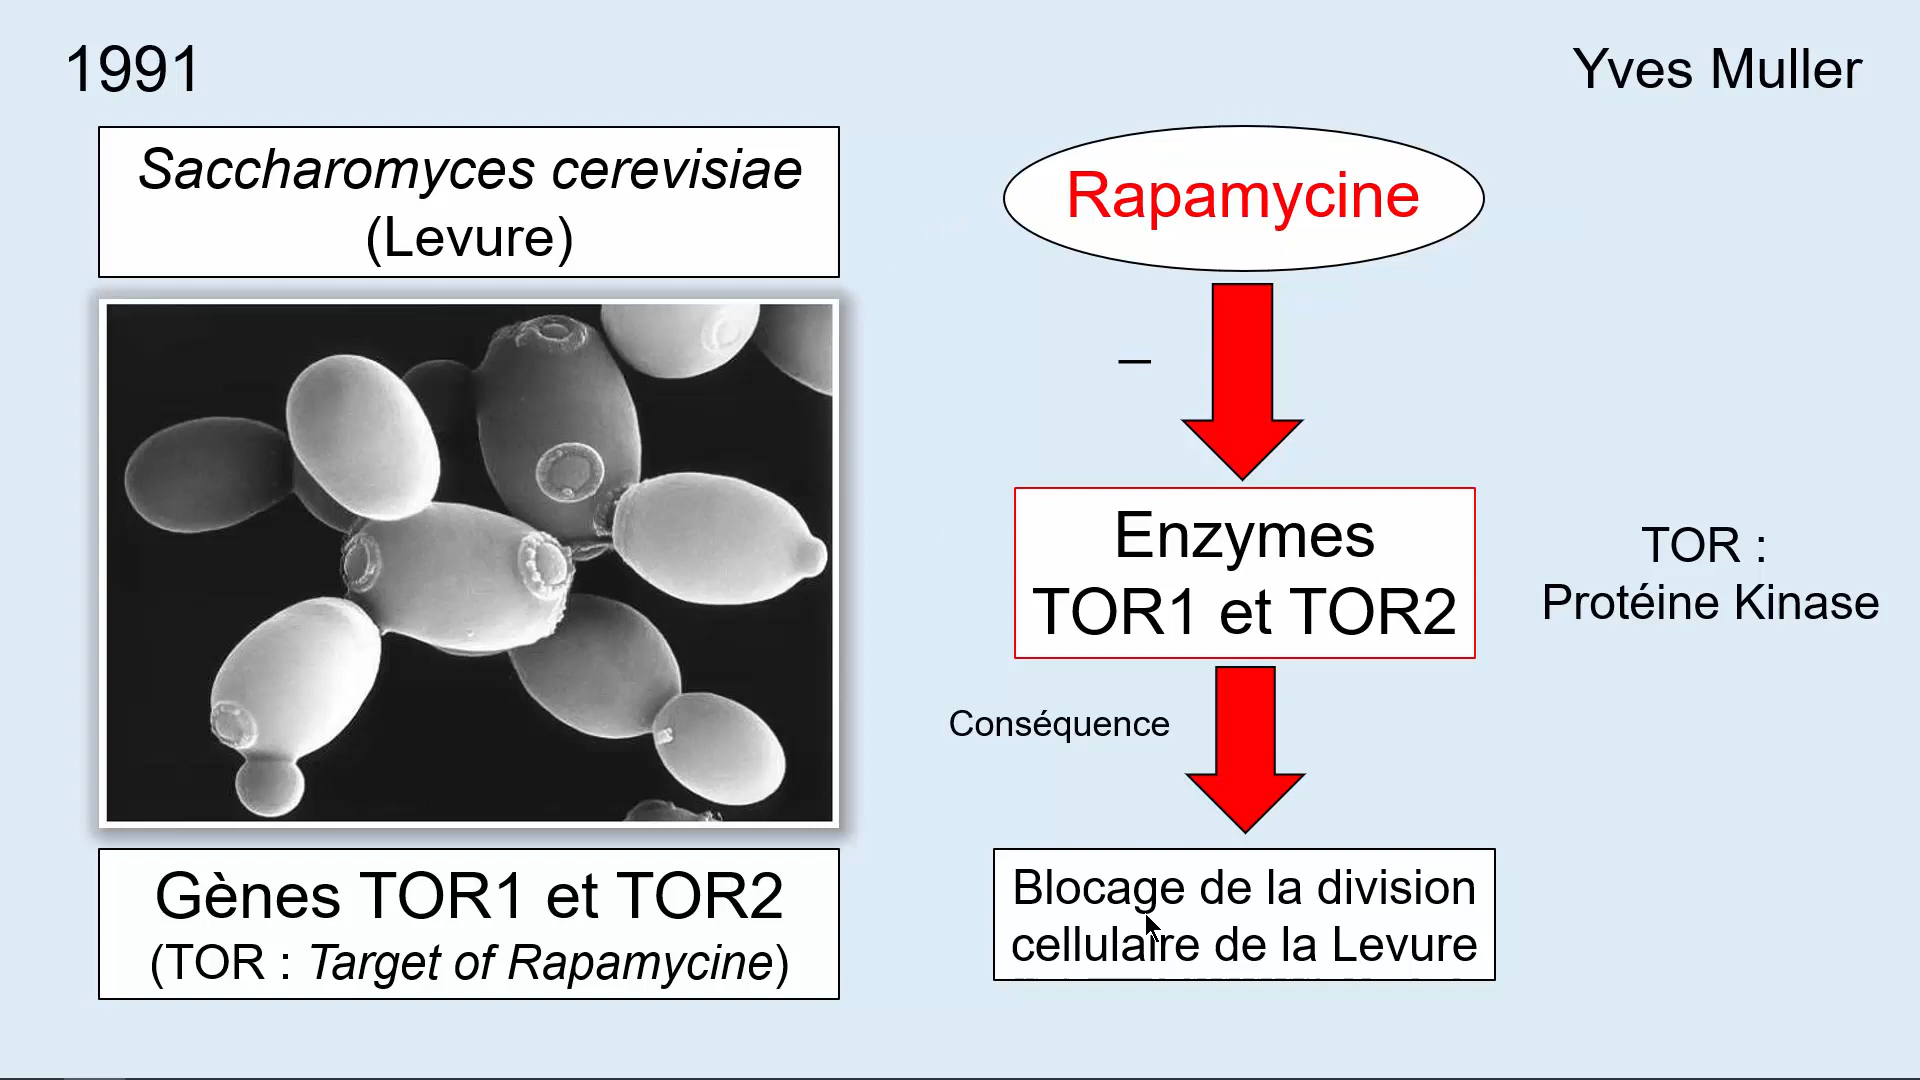 1991
Yves Muller
Saccharomyces cerevisiae
(Levure)
Gènes TOR1 et TOR2
(TOR : Target of Rapamycine)
Rapamycine
–
Enzymes
TOR1 et TOR2
TOR :
Protéine Kinase
Conséquence
Blocage de la division
cellulaire de la Levure